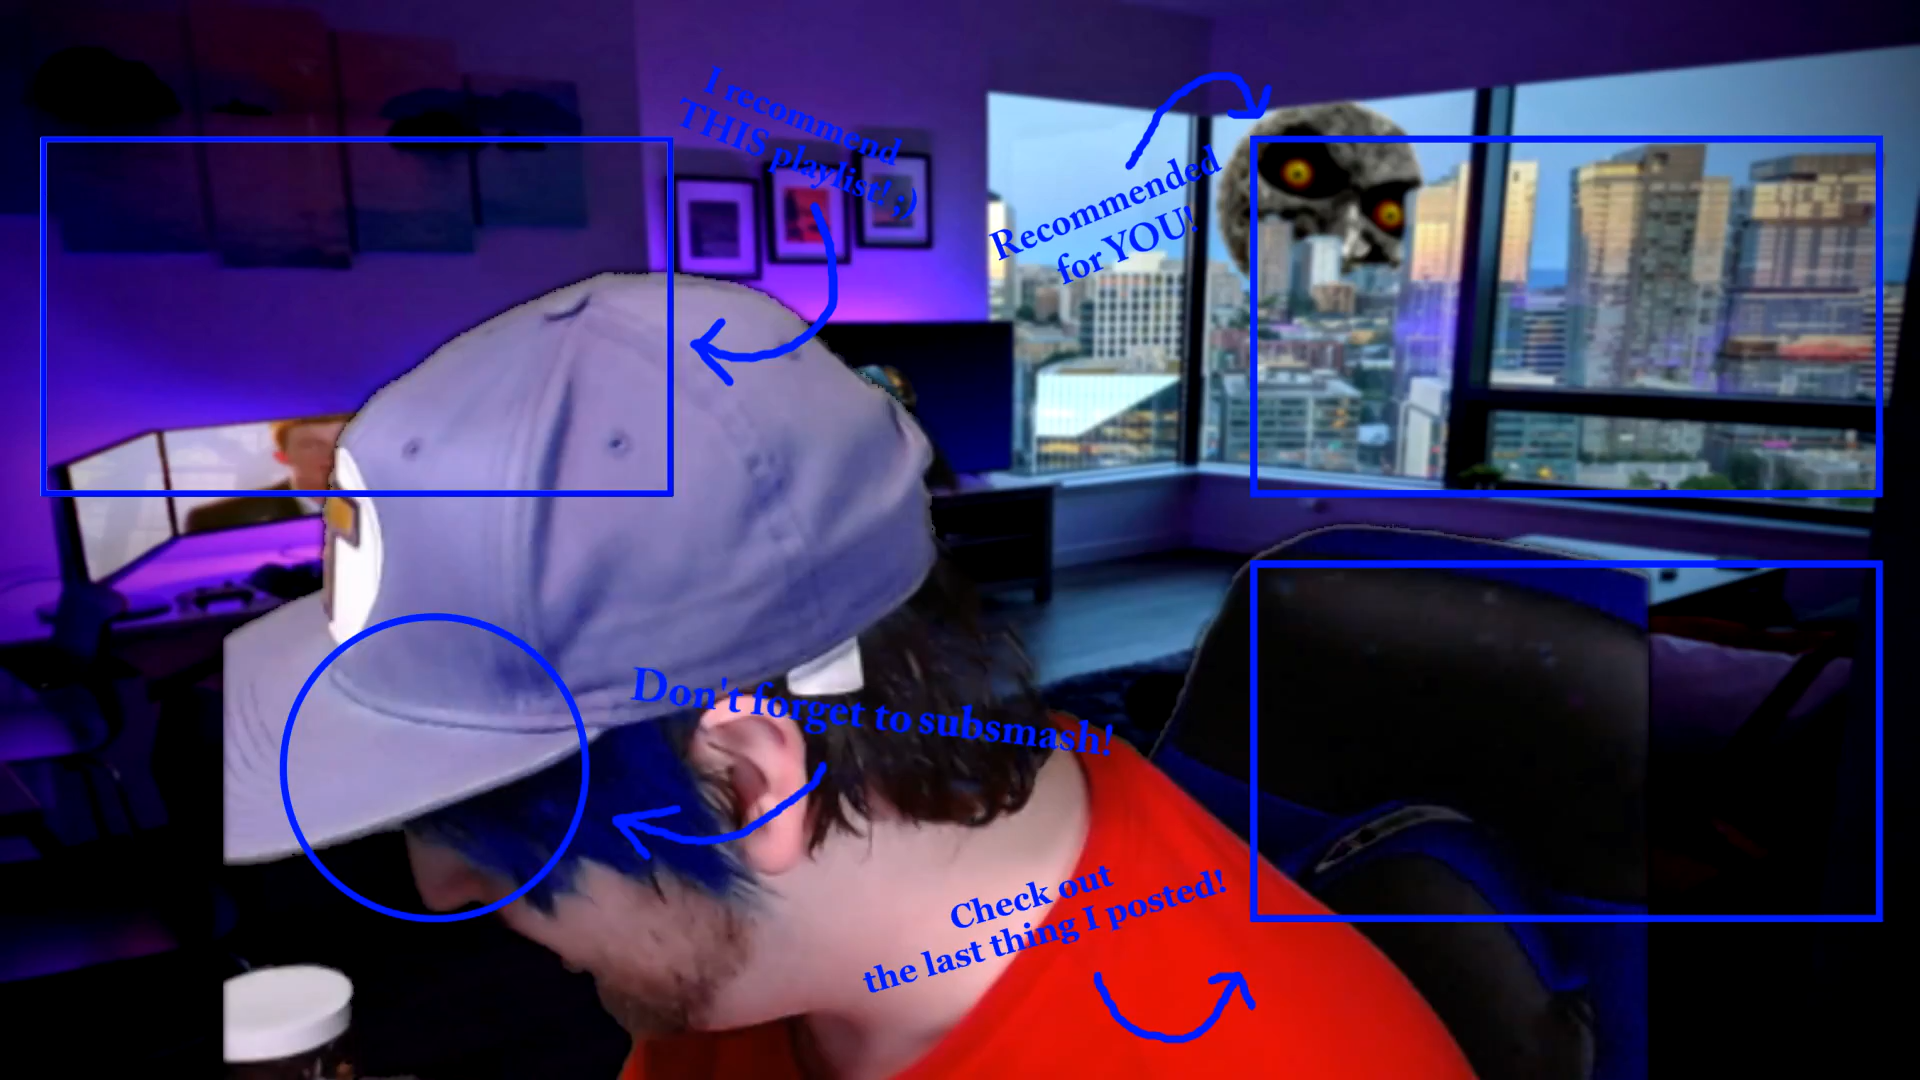 I recommend
THIS playlist! ;)
Recommended
for YOU!
Don't forget to subsmash!
Check out
the last thing I posted!